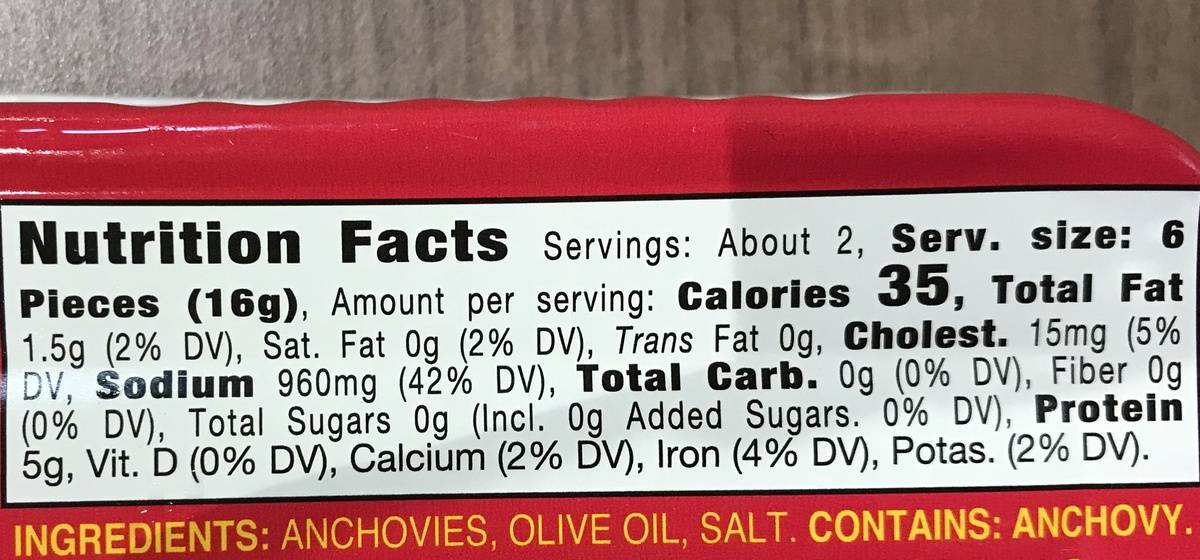 Nutrition Facts Servings: About 2, Serv. size: 6
Pieces (16g), Amount per serving: Calories 35, Total Fat
1.5g (2% DV), Sat. Fat 0g (2% DV), Trans Fat 0g, Cholest. 15mg (5%
DV, Sodium 960mg (42% DV), Total Carb. 0g (0% DV), Fiber 0g
(0% DV), Total Sugars 0g (Incl. 0g Added Sugars. 0% DV), Protein
5g, Vit. D (0% DV), Calcium (2% DV), Iron (4% DV), Potas. (2% DV).
INGREDIENTS: ANCHOVIES, OLIVE OIL, SALT. CONTAINS: ANCHOVY.